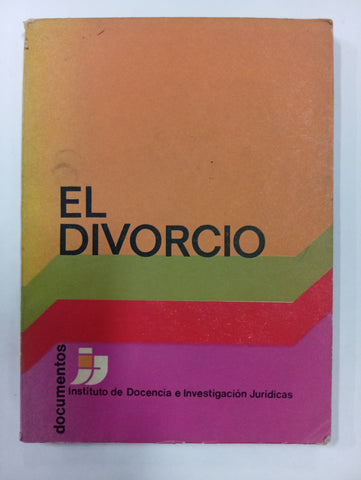 EL
DIVORCIO
documentos
Instituto de Docencia e Investigación Jurídicas